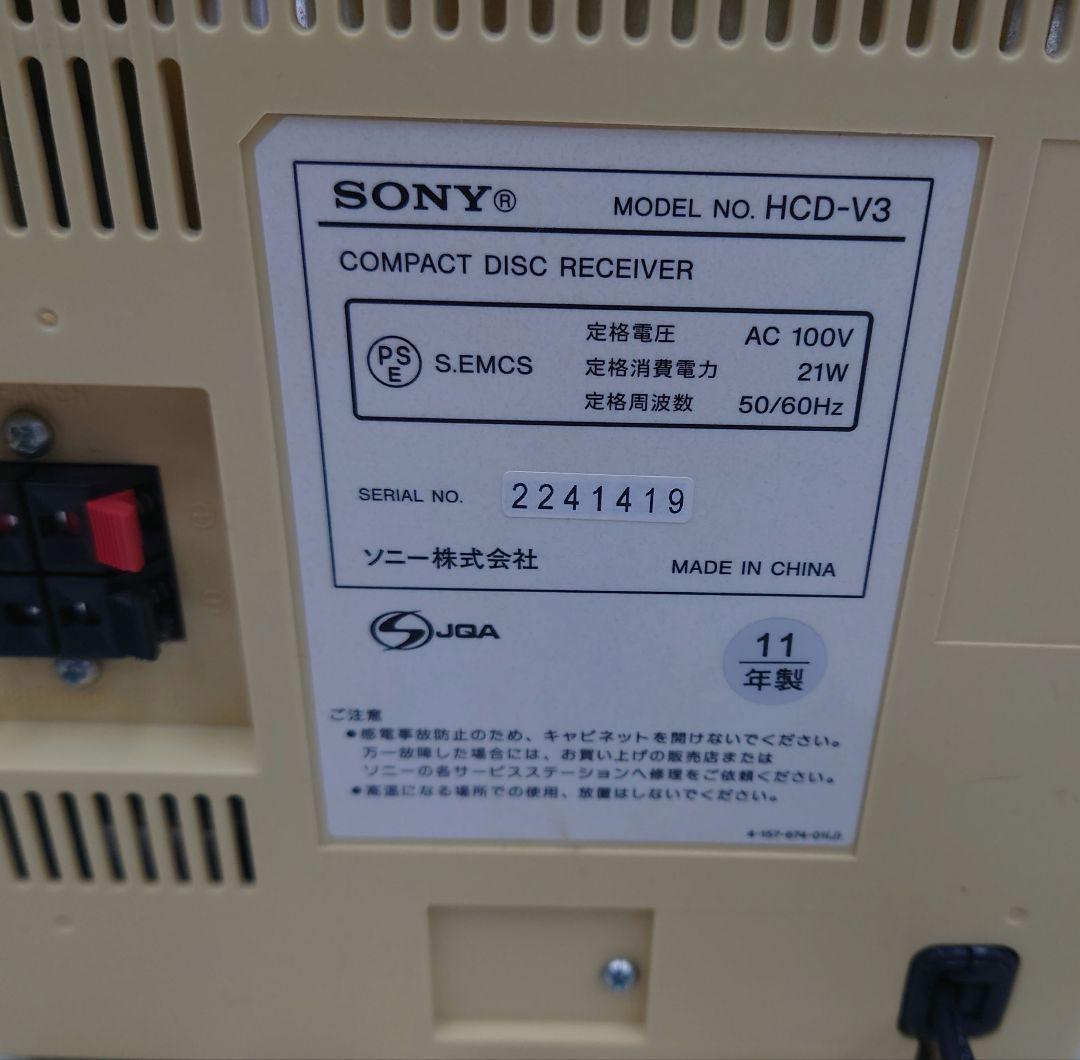 SONY®
MODEL NO. HCD-V3
COMPACT DISC RECEIVER
PS
E
S.EMCS
定格電圧 AC 100V
定格消費電力 21W
定格周波数 50/60Hz
SERIAL NO. 2241419
ソニー株式会社
MADE IN CHINA
JQA
11
年製
ご注意
●感電事故防止のため、キャビネットを開けないでください。
万一故障した場合には、お買い上げの販売店または
ソニーの各サービスステーションへ修理をご依頼ください。
●高温になる場所での使用、放置はしないでください。